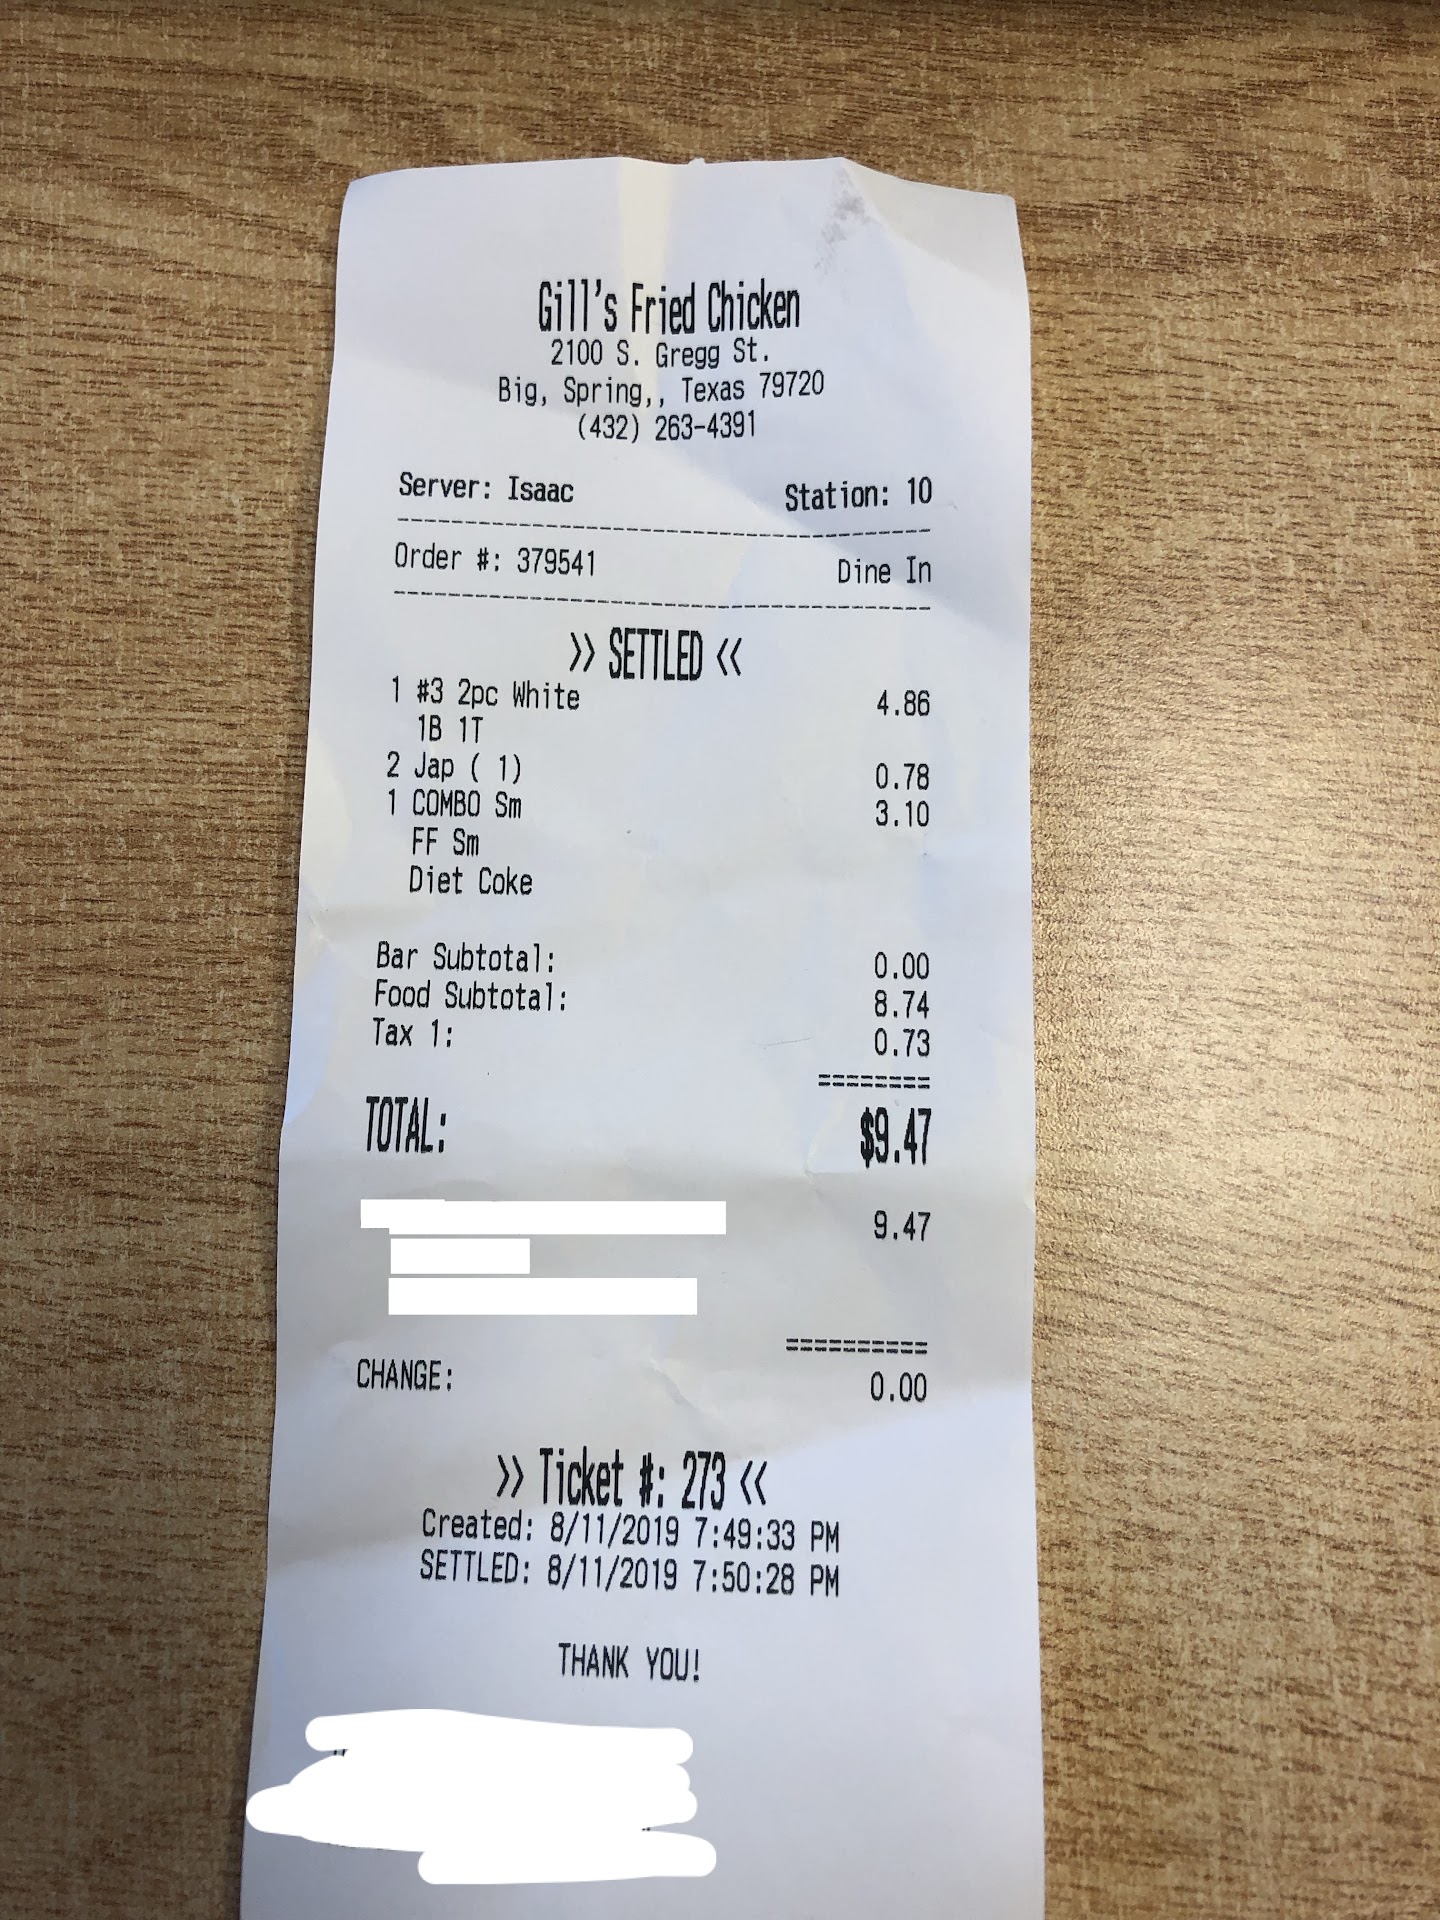 Gill's Fried Chicken
2100 S. Gregg St.
Big, Spring,, Texas 79720
(432) 263-4391
Server: Isaac Station: 10
Order #: 379541 Dine In
>> SETTLED <<
1 #3 2pc White 4.86
1B 1T
2 Jap ( 1) 0.78
1 COMBO Sm 3.10
FF Sm
Diet Coke
Bar Subtotal: 0.00
Food Subtotal: 8.74
Tax 1: 0.73
========
TOTAL: $9.47
9.47
==========
CHANGE: 0.00
>> Ticket #: 273 <<
Created: 8/11/2019 7:49:33 PM
SETTLED: 8/11/2019 7:50:28 PM
THANK YOU!